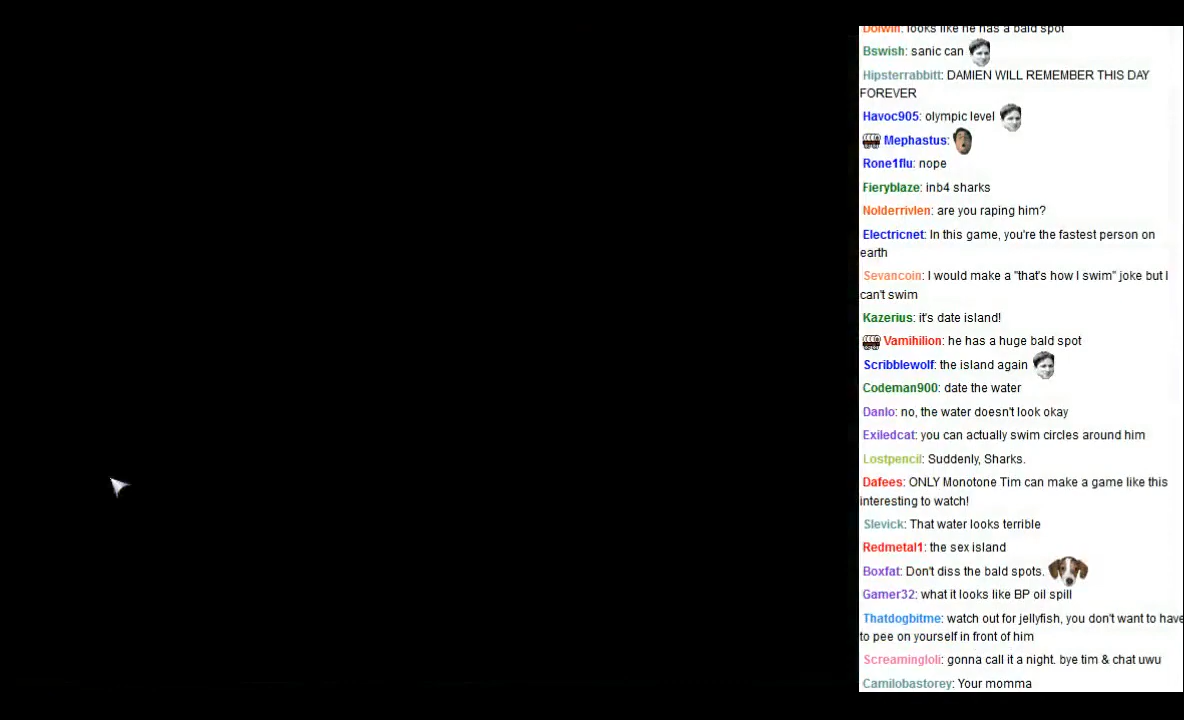 Dolwin: looks like he has a bald spot
Bswish: sanic can
Hipsterrabbitt: DAMIEN WILL REMEMBER THIS DAY
FOREVER
Havoc905: olympic level
Mephastus:
Rone1flu: nope
Fieryblaze: inb4 sharks
Nolderrivlen: are you raping him?
Electricnet: In this game, you're the fastest person on
earth
Sevancoin: I would make a "that's how I swim" joke but I
can't swim
Kazerius: it's date island!
Vamihilion: he has a huge bald spot
Scribblewolf: the island again
Codeman900: date the water
Danlo: no, the water doesn't look okay
Exiledcat: you can actually swim circles around him
Lostpencil: Suddenly, Sharks.
Dafees: ONLY Monotone Tim can make a game like this
interesting to watch!
Slevick: That water looks terrible
Redmetal1: the sex island
Boxfat: Don't diss the bald spots.
Gamer32: what it looks like BP oil spill
Thatdogbitme: watch out for jellyfish, you don't want to have
to pee on yourself in front of him
Screamingloli: gonna call it a night. bye tim & chat uwu
Camilobastorey: Your momma